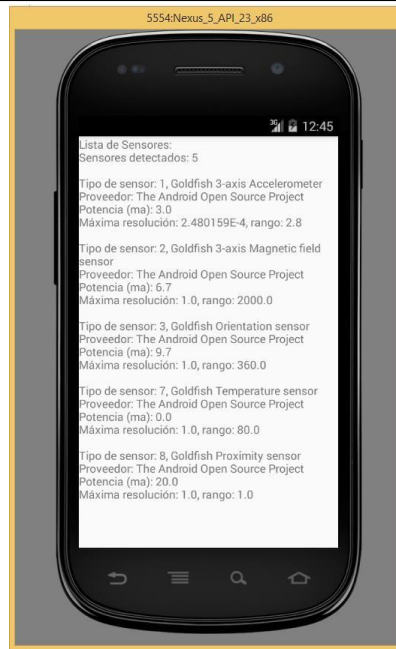 5554:Nexus_5_API_23_x86
3G 12:45
Lista de Sensores:
Sensores detectados: 5
Tipo de sensor: 1, Goldfish 3-axis Accelerometer
Proveedor: The Android Open Source Project
Potencia (ma): 3.0
Máxima resolución: 2.480159E-4, rango: 2.8
Tipo de sensor: 2, Goldfish 3-axis Magnetic field
sensor
Proveedor: The Android Open Source Project
Potencia (ma): 6.7
Máxima resolución: 1.0, rango: 2000.0
Tipo de sensor: 3, Goldfish Orientation sensor
Proveedor: The Android Open Source Project
Potencia (ma): 9.7
Máxima resolución: 1.0, rango: 360.0
Tipo de sensor: 7, Goldfish Temperature sensor
Proveedor: The Android Open Source Project
Potencia (ma): 0.0
Máxima resolución: 1.0, rango: 80.0
Tipo de sensor: 8, Goldfish Proximity sensor
Proveedor: The Android Open Source Project
Potencia (ma): 20.0
Máxima resolución: 1.0, rango: 1.0